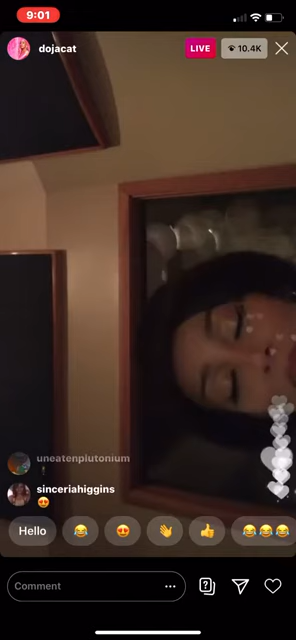 9:01
dojacat
LIVE
10.4K
uneatenplutonium
sinceriahiggins
😍
Hello
😂
😍
👋
👍
😂😂😂
Comment